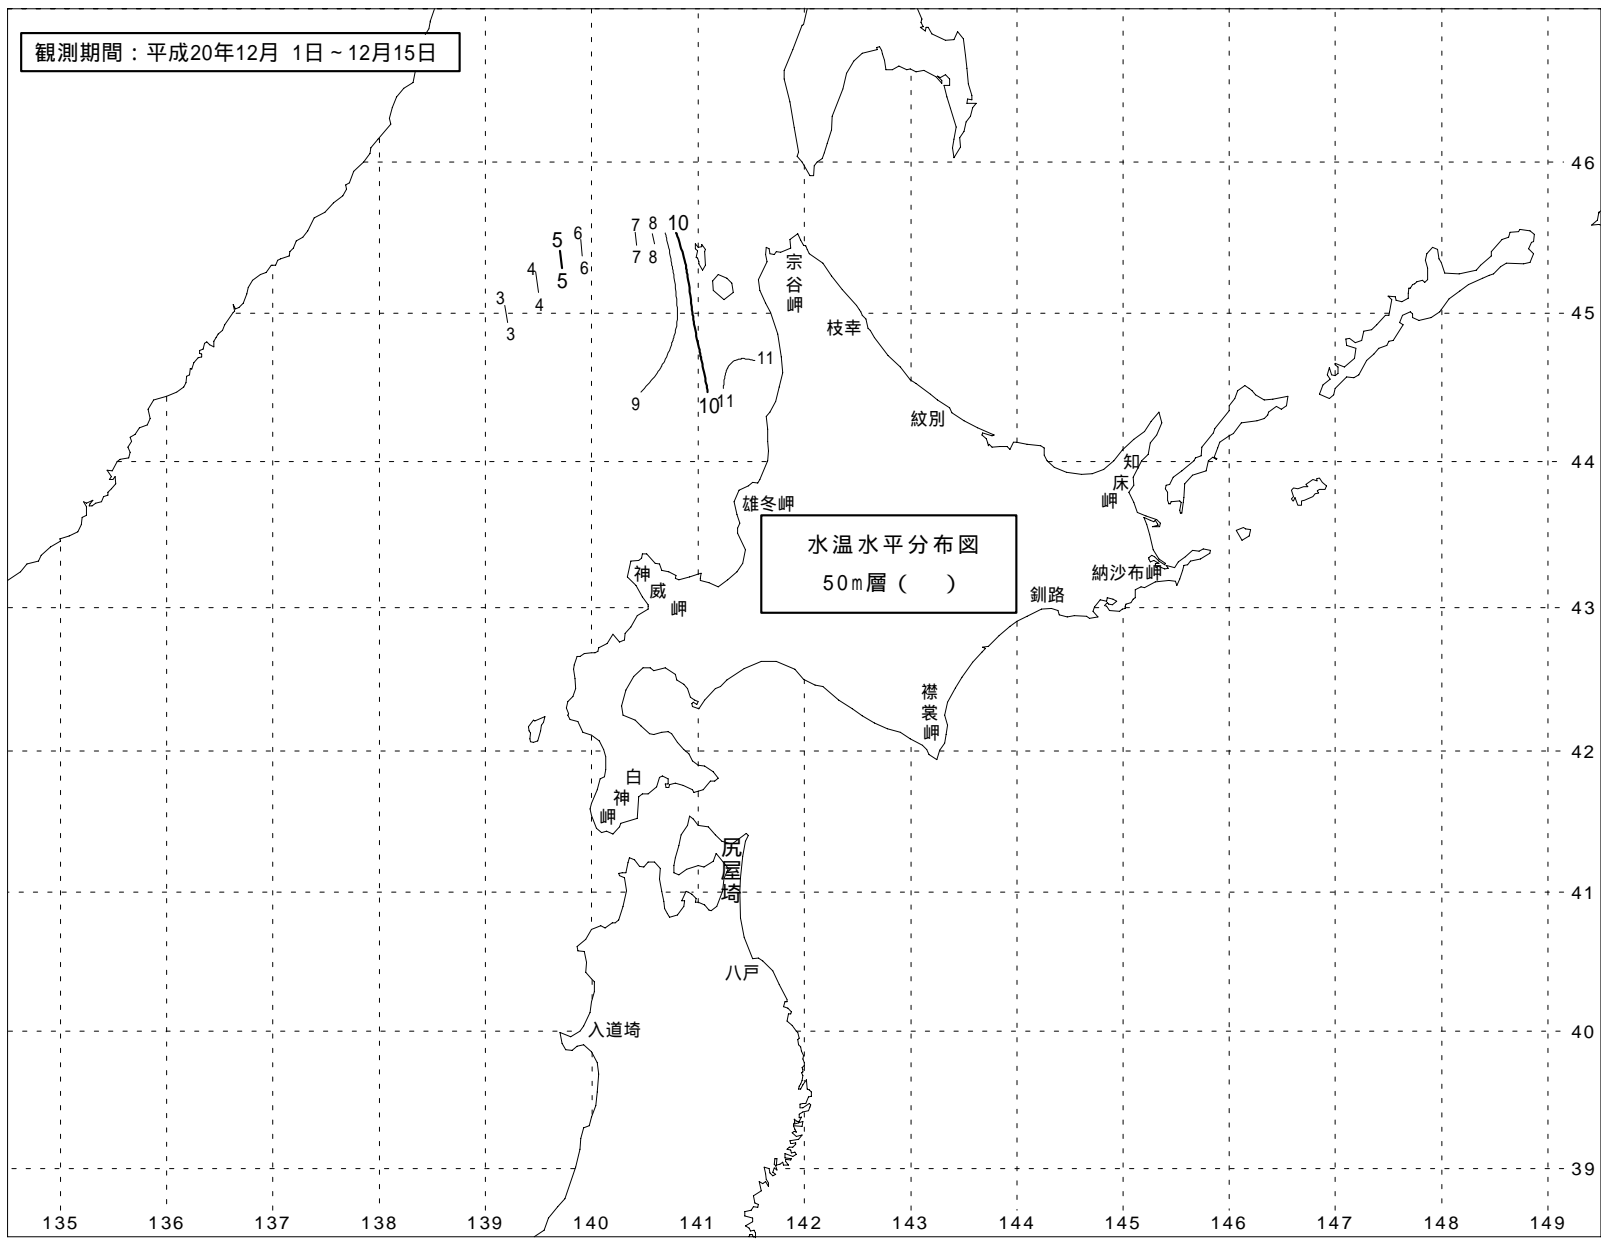 観測期間：平成20年12月 1日～12月15日
46
7 8 10
6
5
7 8
4 6
5
3 4
3
45
11
9 10 11
44
43
42
41
40
39
宗谷岬
枝幸
紋別
知床岬
雄冬岬
水温水平分布図
50m層（ ）
納沙布岬
釧路
神威岬
襟裳岬
白神岬
尻屋埼
八戸
入道埼
135 136 137 138 139 140 141 142 143 144 145 146 147 148 149